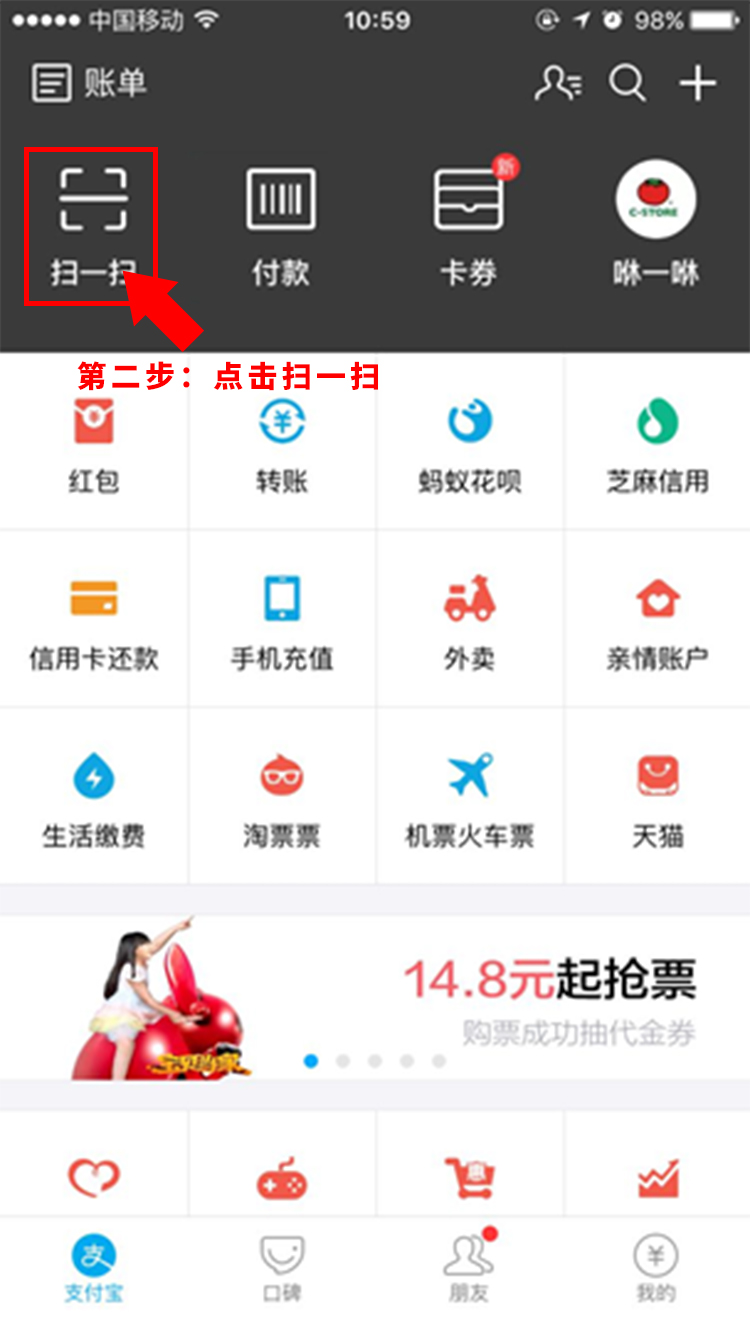 中国移动 10:59 98%
账单
新
C-STORE
扫一扫 付款 卡券 咻一咻
第二步：点击扫一扫
红包 转账 蚂蚁花呗 芝麻信用
信用卡还款 手机充值 外卖 亲情账户
生活缴费 淘票票 机票火车票 天猫
14.8元起抢票
购票成功抽代金券
惠
支
支付宝 口碑 朋友 我的